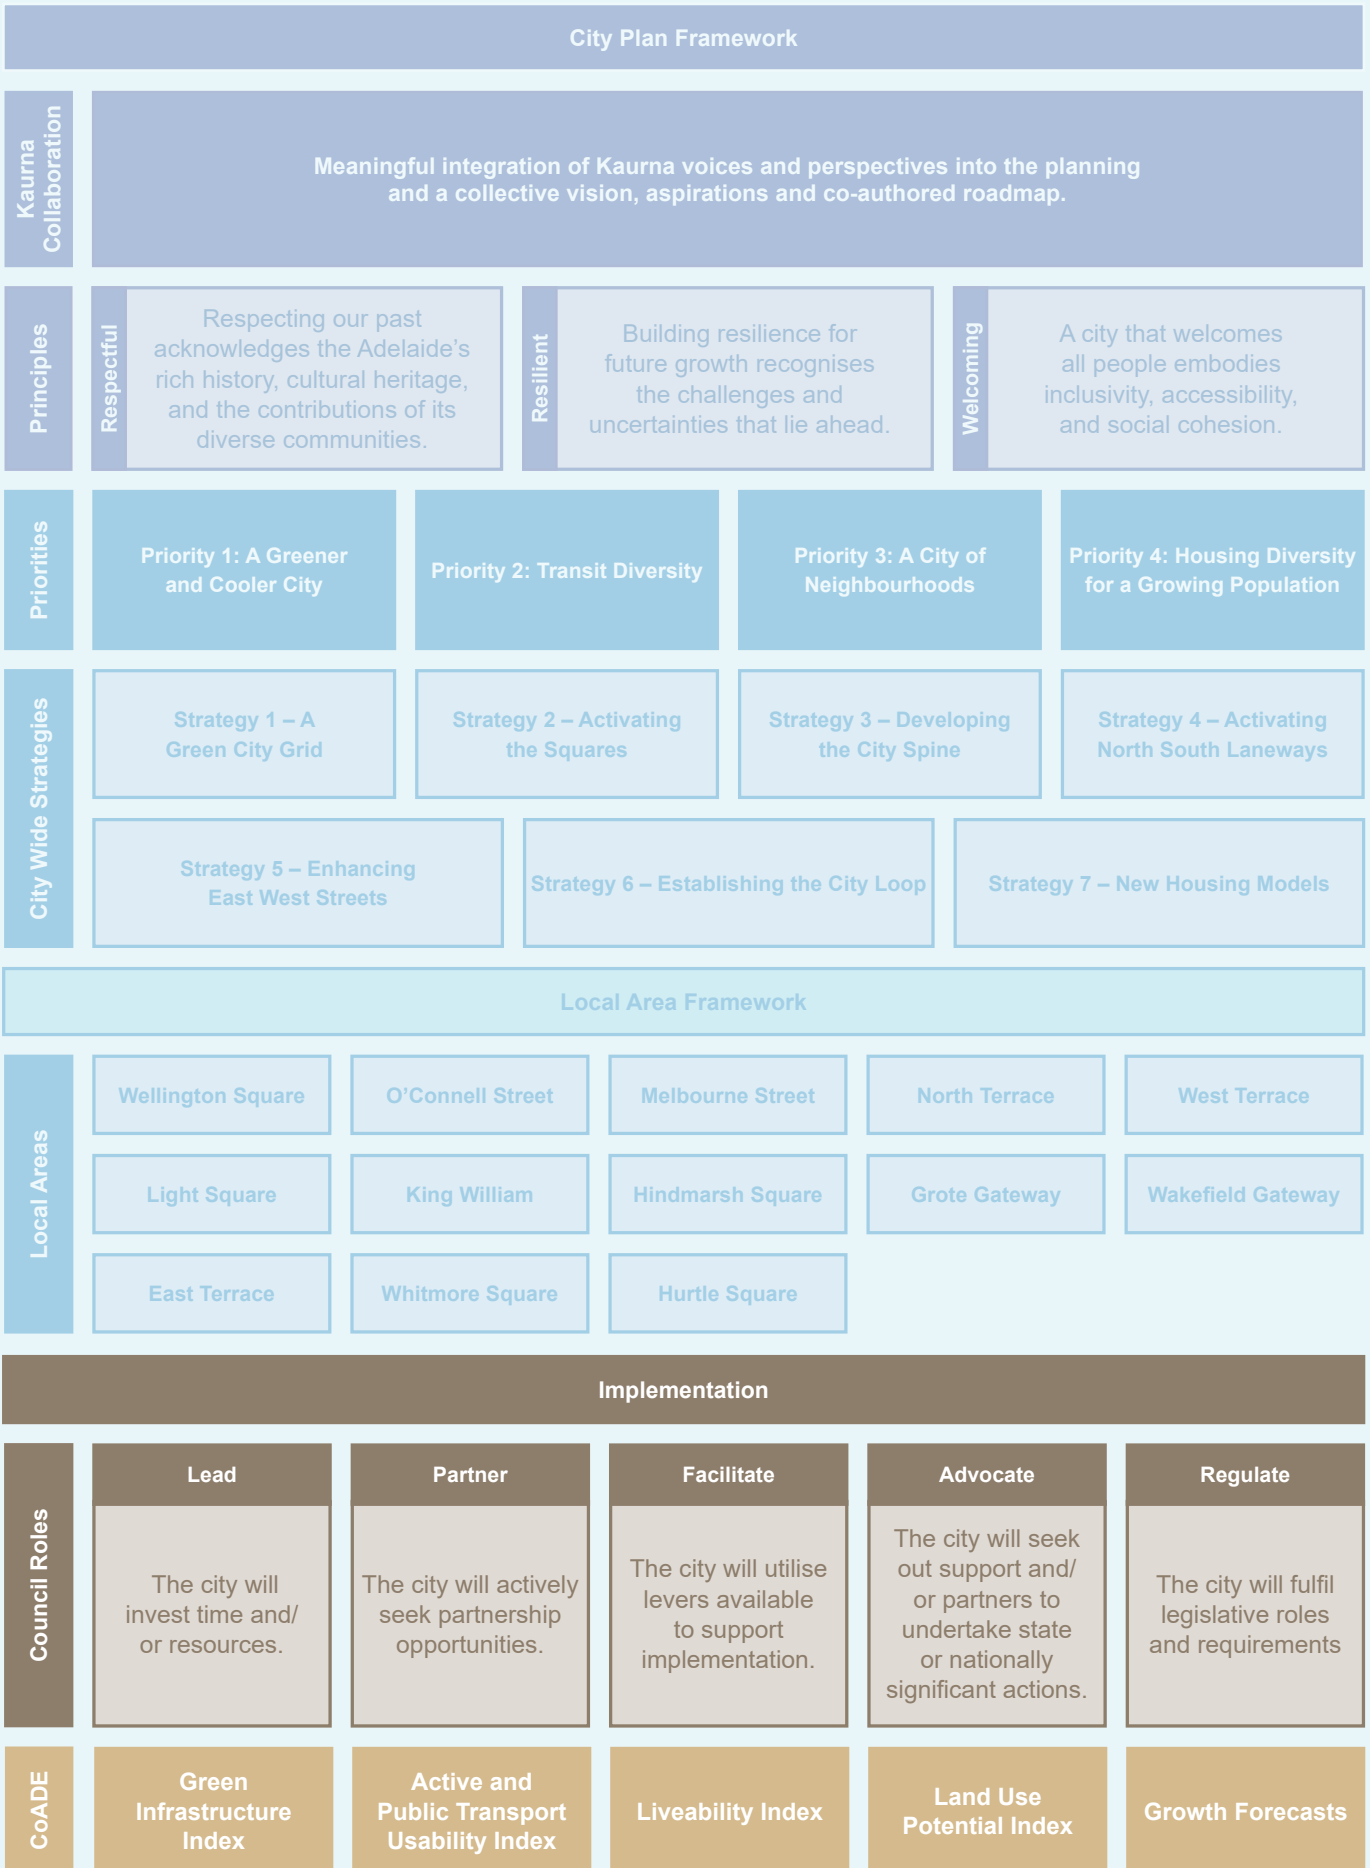 City Plan Framework
Kaurna
Collaboration
Meaningful integration of Kaurna voices and perspectives into the planning
and a collective vision, aspirations and co-authored roadmap.
Principles
Respectful
Respecting our past
acknowledges the Adelaide’s
rich history, cultural heritage,
and the contributions of its
diverse communities.
Resilient
Building resilience for
future growth recognises
the challenges and
uncertainties that lie ahead.
Welcoming
A city that welcomes
all people embodies
inclusivity, accessibility,
and social cohesion.
Priorities
Priority 1: A Greener
and Cooler City
Priority 2: Transit Diversity
Priority 3: A City of
Neighbourhoods
Priority 4: Housing Diversity
for a Growing Population
City Wide Strategies
Strategy 1 – A
Green City Grid
Strategy 2 – Activating
the Squares
Strategy 3 – Developing
the City Spine
Strategy 4 – Activating
North South Laneways
Strategy 5 – Enhancing
East West Streets
Strategy 6 – Establishing the City Loop
Strategy 7 – New Housing Models
Local Area Framework
Local Areas
Wellington Square
O’Connell Street
Melbourne Street
North Terrace
West Terrace
Light Square
King William
Hindmarsh Square
Grote Gateway
Wakefield Gateway
East Terrace
Whitmore Square
Hurtle Square
Implementation
Council Roles
Lead
The city will
invest time and/
or resources.
Partner
The city will actively
seek partnership
opportunities.
Facilitate
The city will utilise
levers available
to support
implementation.
Advocate
The city will seek
out support and/
or partners to
undertake state
or nationally
significant actions.
Regulate
The city will fulfil
legislative roles
and requirements
CoADE
Green
Infrastructure
Index
Active and
Public Transport
Usability Index
Liveability Index
Land Use
Potential Index
Growth Forecasts